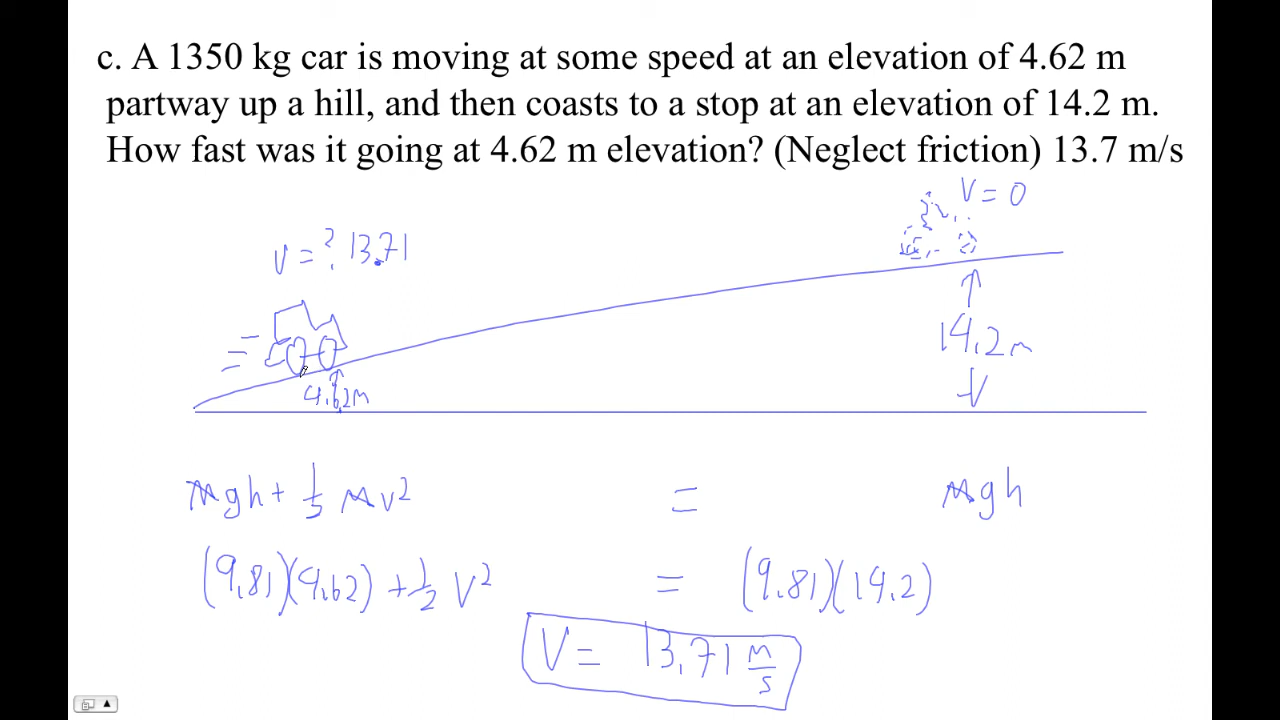 c. A 1350 kg car is moving at some speed at an elevation of 4.62 m
partway up a hill, and then coasts to a stop at an elevation of 14.2 m.
How fast was it going at 4.62 m elevation? (Neglect friction) 13.7 m/s
V = 0
V = ? 13.71
14.2 m
4.62 m
mgh + ½ mv² = mgh
(9.81)(4.62) + ½ V² = (9.81)(14.2)
V = 13.71 m/s